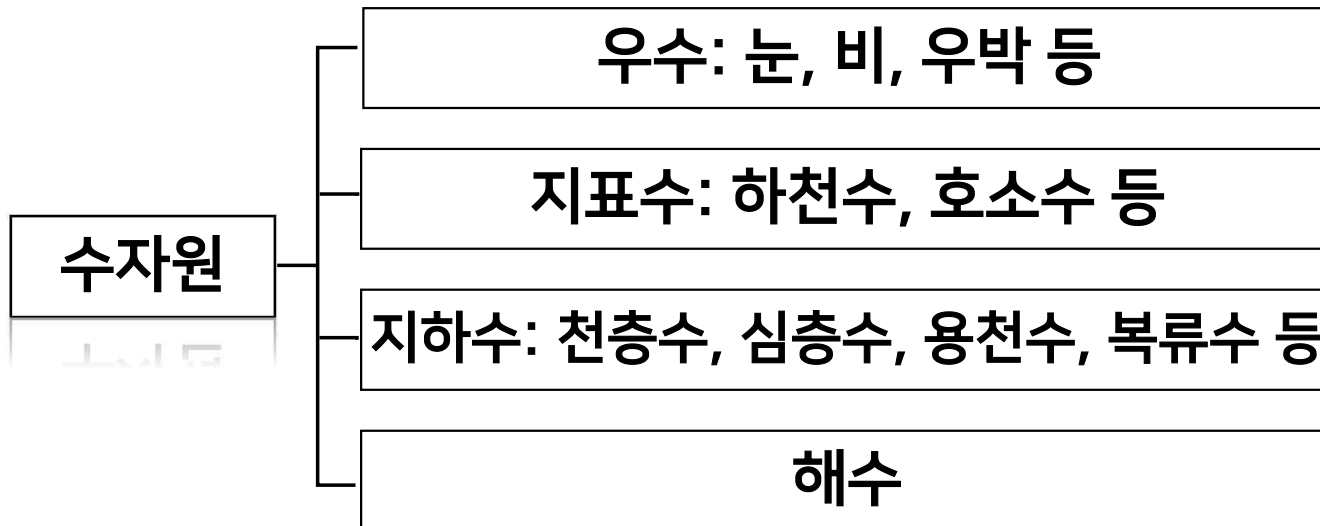 우수: 눈, 비, 우박 등
지표수: 하천수, 호소수 등
수자원
지하수: 천층수, 심층수, 용천수, 복류수 등
해수